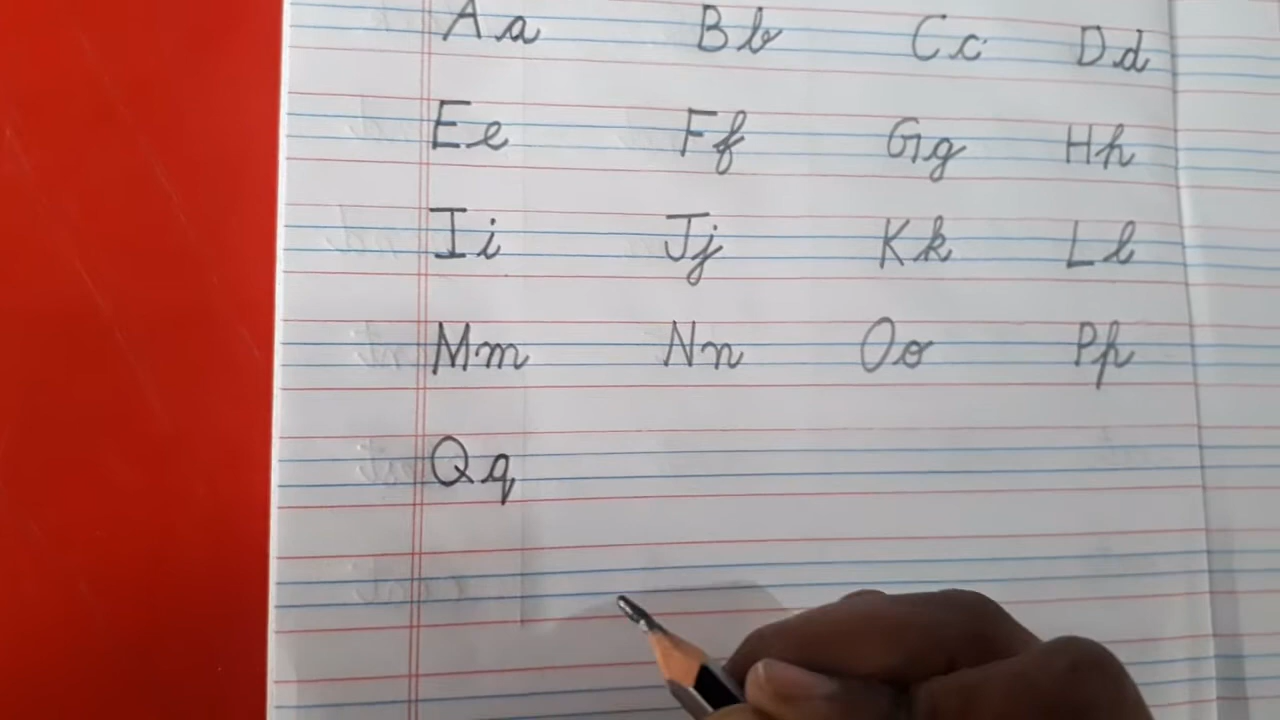 Aa Bb Cc Dd
Ee Ff Gg Hh
Ii Jj Kk Ll
Mm Nn Oo Pp
Qq